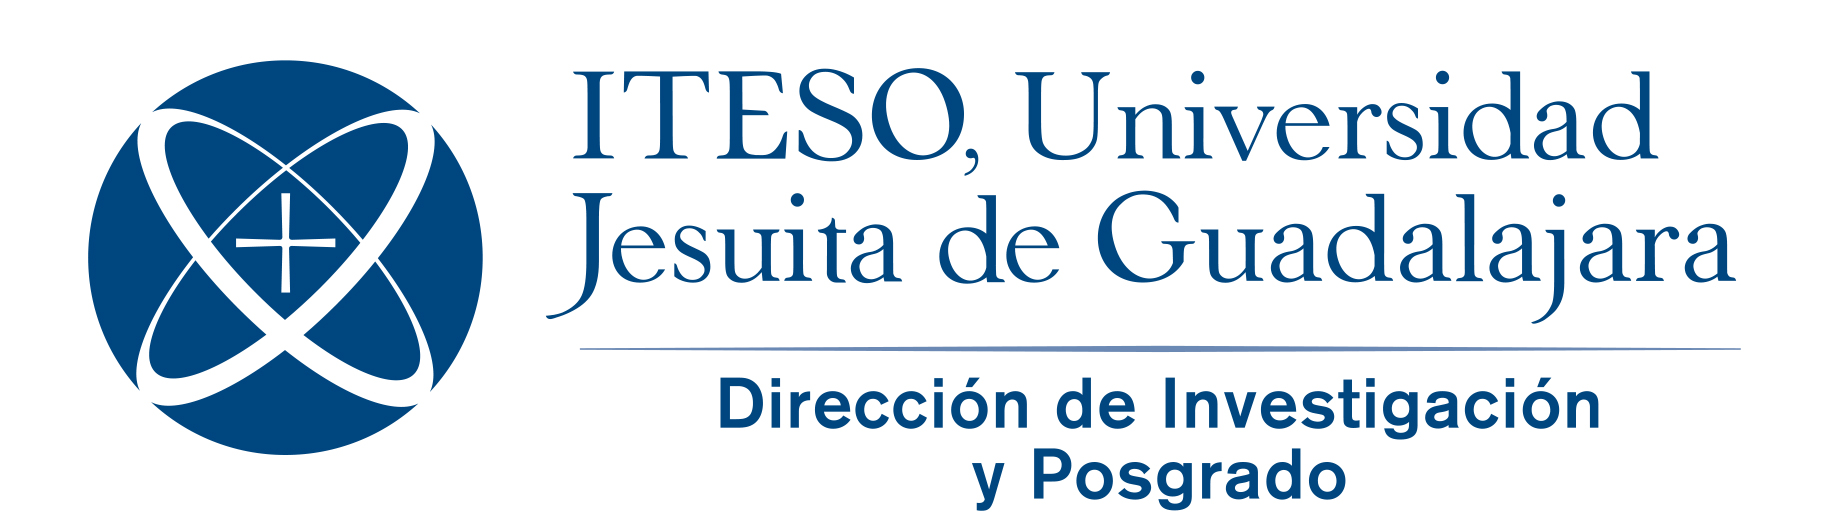 ITESO, Universidad
Jesuita de Guadalajara
Dirección de Investigación
y Posgrado